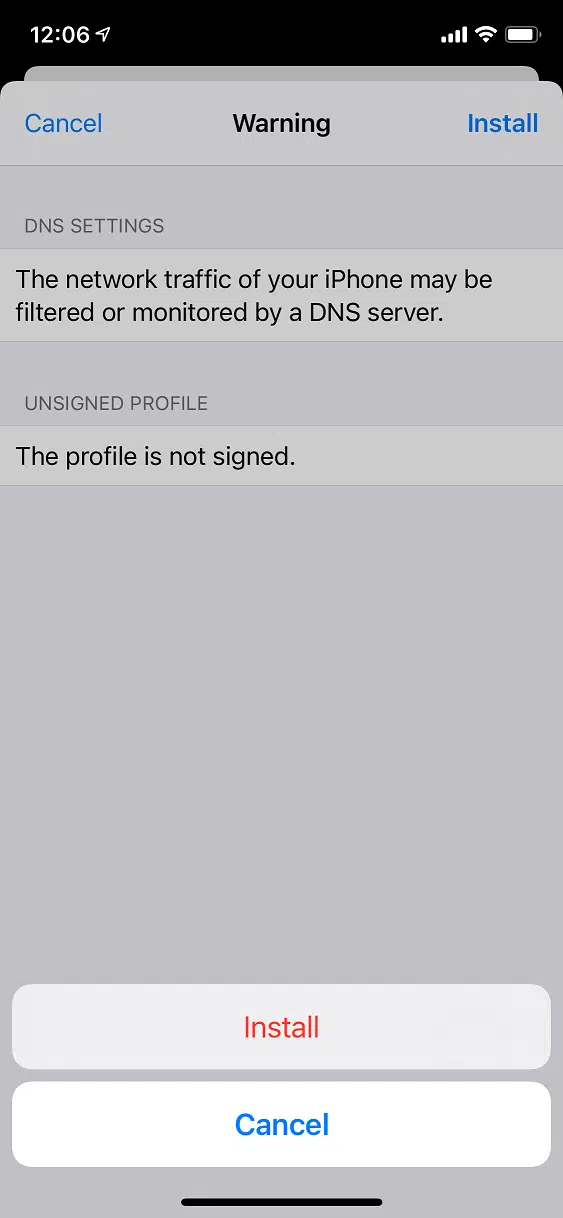 12:06
Cancel Warning Install
DNS SETTINGS
The network traffic of your iPhone may be
filtered or monitored by a DNS server.
UNSIGNED PROFILE
The profile is not signed.
Install
Cancel